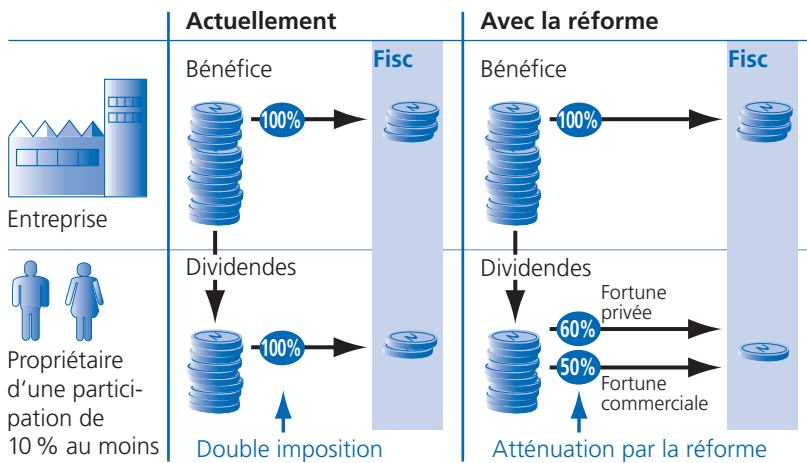 Actuellement
Avec la réforme
Fisc
Fisc
Bénéfice
Bénéfice
100%
100%
Entreprise
Dividendes
Dividendes
Fortune
privée
100%
60%
50%
Fortune
commerciale
Propriétaire
d'une partici-
pation de
10 % au moins
Double imposition
Atténuation par la réforme